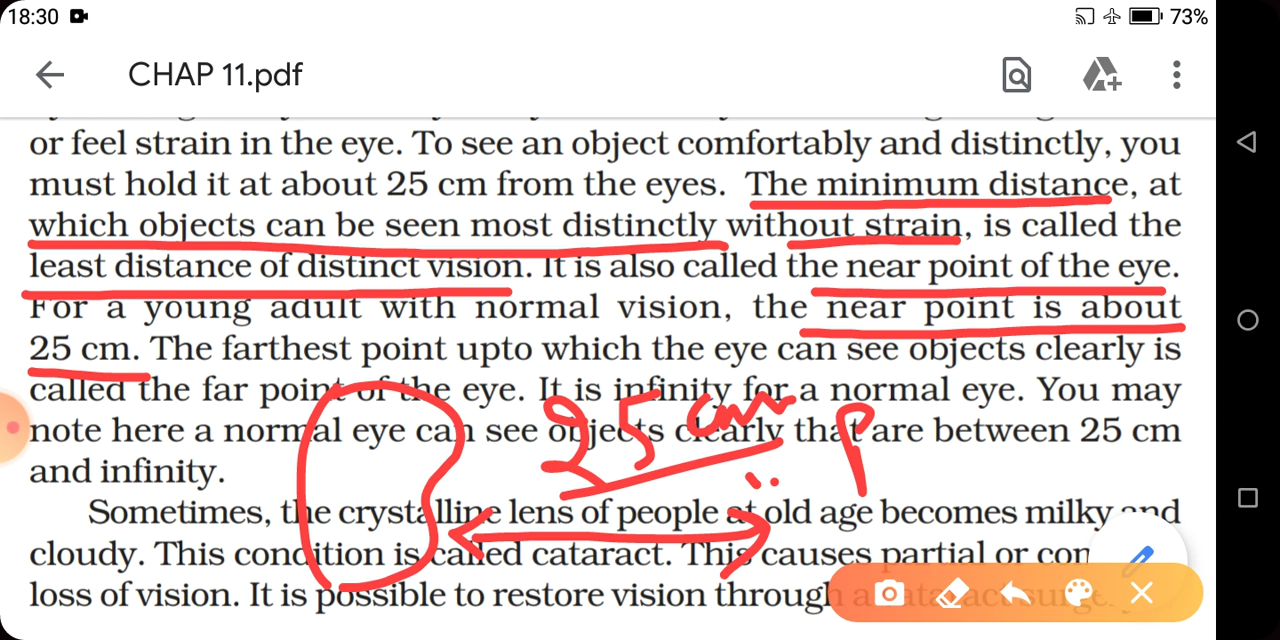 18:30
73%
CHAP 11.pdf
or feel strain in the eye. To see an object comfortably and distinctly, you
must hold it at about 25 cm from the eyes. The minimum distance, at
which objects can be seen most distinctly without strain, is called the
least distance of distinct vision. It is also called the near point of the eye.
For a young adult with normal vision, the near point is about
25 cm. The farthest point upto which the eye can see objects clearly is
called the far point of the eye. It is infinity for a normal eye. You may
note here a normal eye can see objects clearly that are between 25 cm
and infinity.
25 cm
P
Sometimes, the crystalline lens of people at old age becomes milky and
cloudy. This condition is called cataract. This causes partial or
loss of vision. It is possible to restore vision through a cataract surgery.